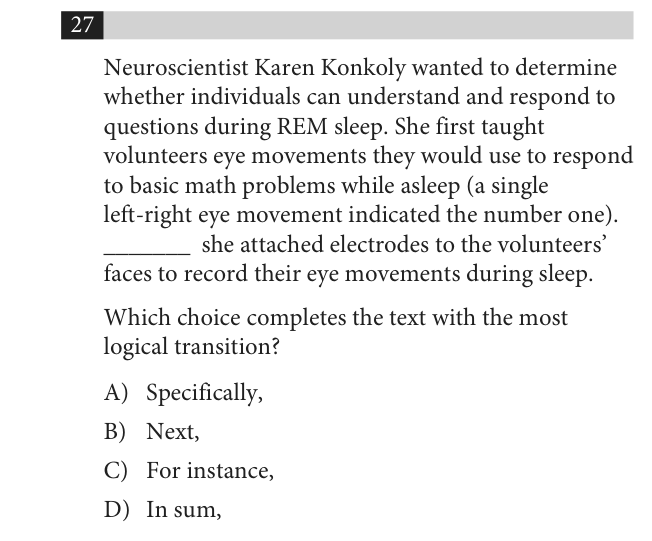 27
Neuroscientist Karen Konkoly wanted to determine
whether individuals can understand and respond to
questions during REM sleep. She first taught
volunteers eye movements they would use to respond
to basic math problems while asleep (a single
left-right eye movement indicated the number one).
_______ she attached electrodes to the volunteers’
faces to record their eye movements during sleep.
Which choice completes the text with the most
logical transition?
A) Specifically,
B) Next,
C) For instance,
D) In sum,